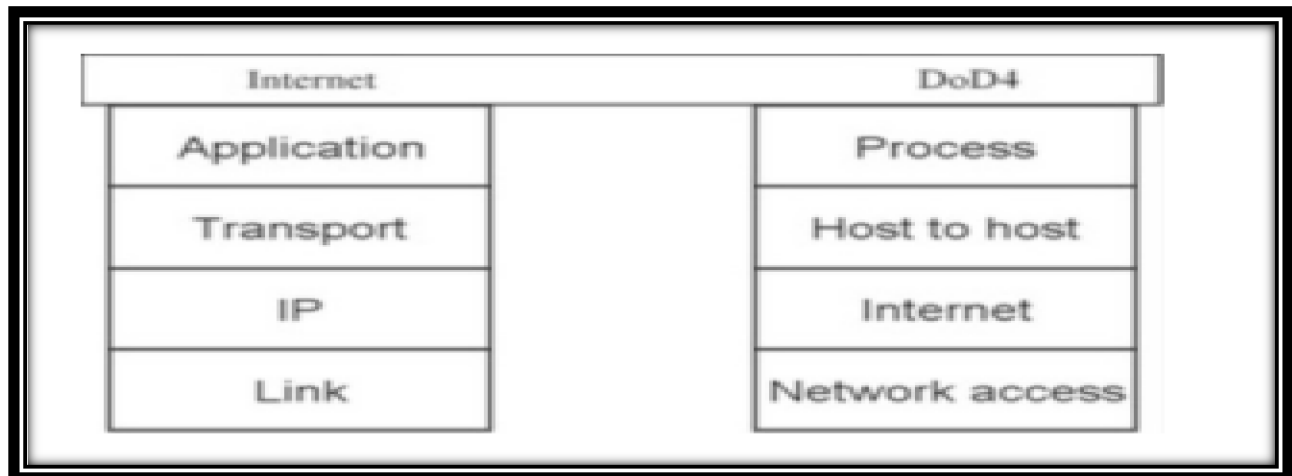 Internet DoD4
Application Process
Transport Host to host
IP Internet
Link Network access